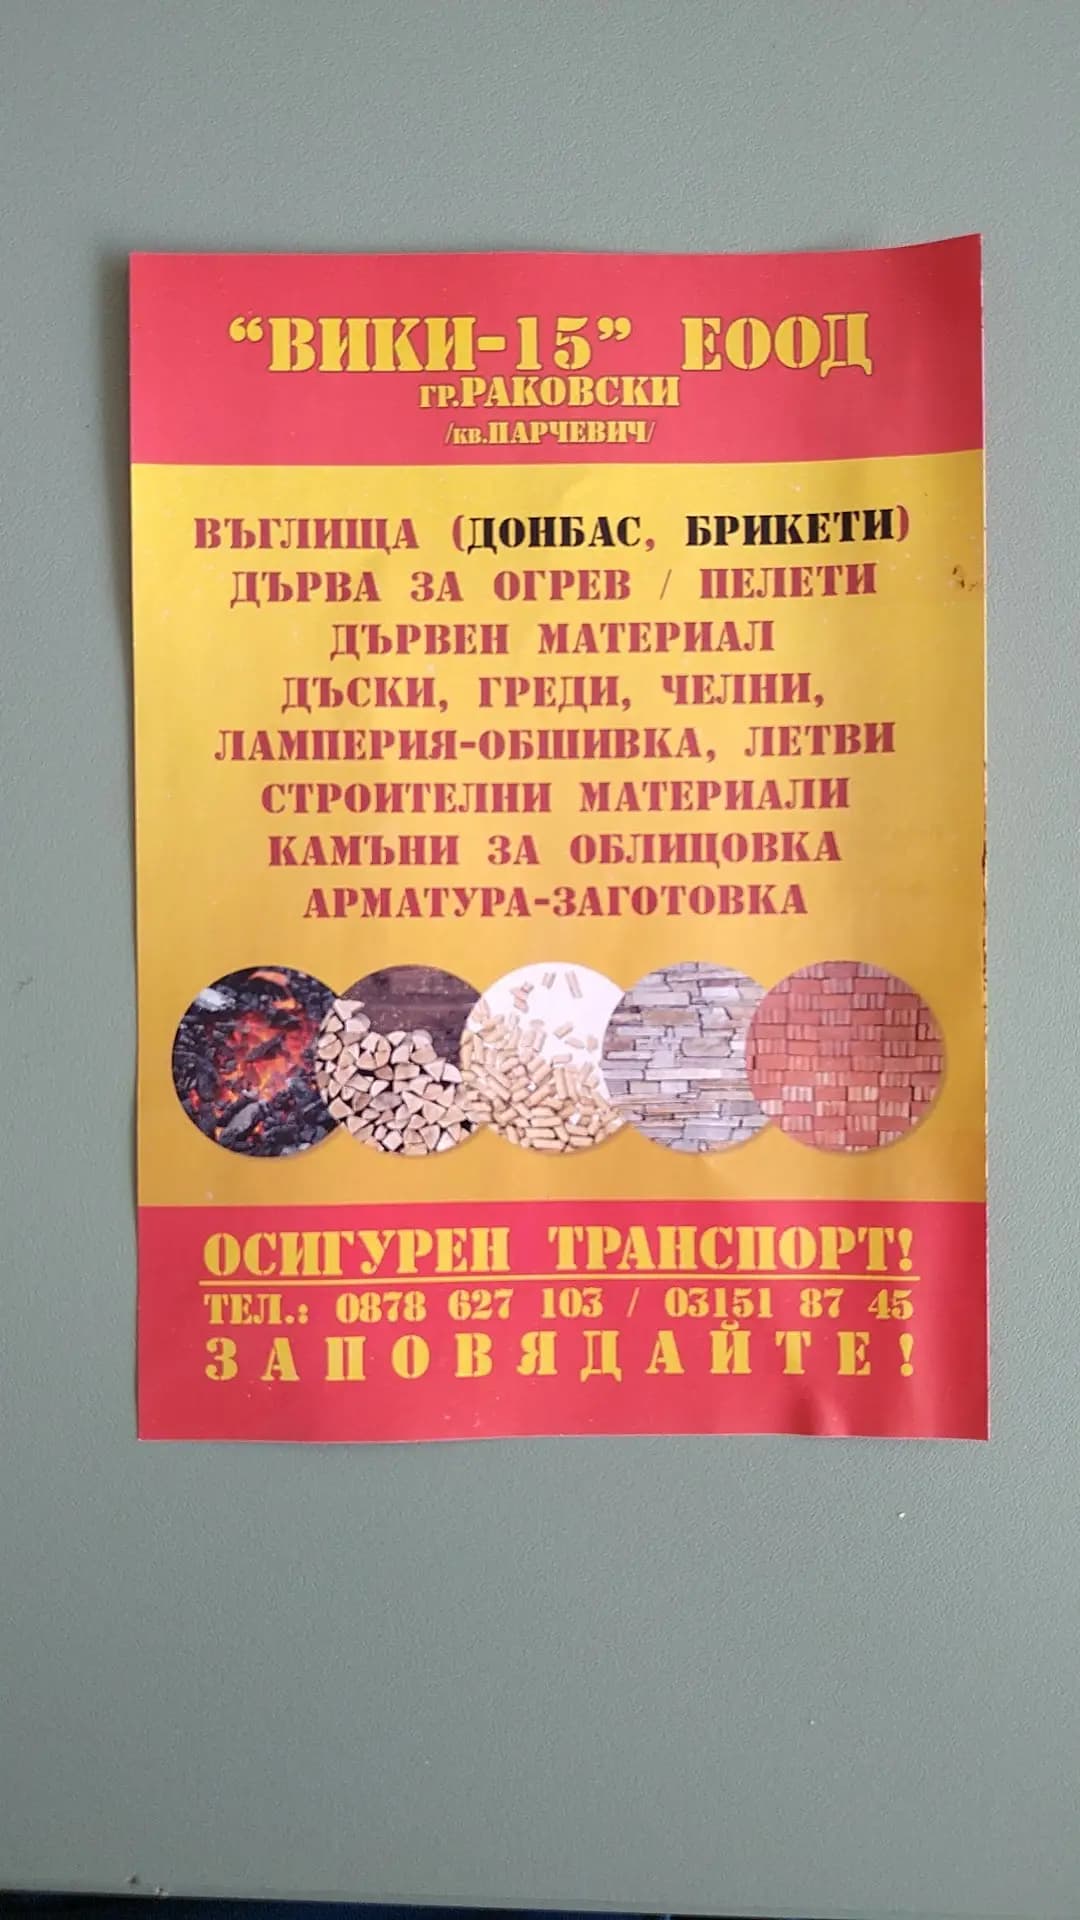 “ВИКИ-15” ЕООД
гр.РАКОВСКИ
/кв.ПАРЧЕВИЧ/
ВЪГЛИЩА (ДОНБАС, БРИКЕТИ)
ДЪРВА ЗА ОГРЕВ / ПЕЛЕТИ
ДЪРВЕН МАТЕРИАЛ
ДЪСКИ, ГРЕДИ, ЧЕЛНИ,
ЛАМПЕРИЯ-ОБШИВКА, ЛЕТВИ
СТРОИТЕЛНИ МАТЕРИАЛИ
КАМЪНИ ЗА ОБЛИЦОВКА
АРМАТУРА-ЗАГОТОВКА
ОСИГУРЕН ТРАНСПОРТ!
ТЕЛ.: 0878 627 103 / 03151 87 45
ЗАПОВЯДАЙТЕ!